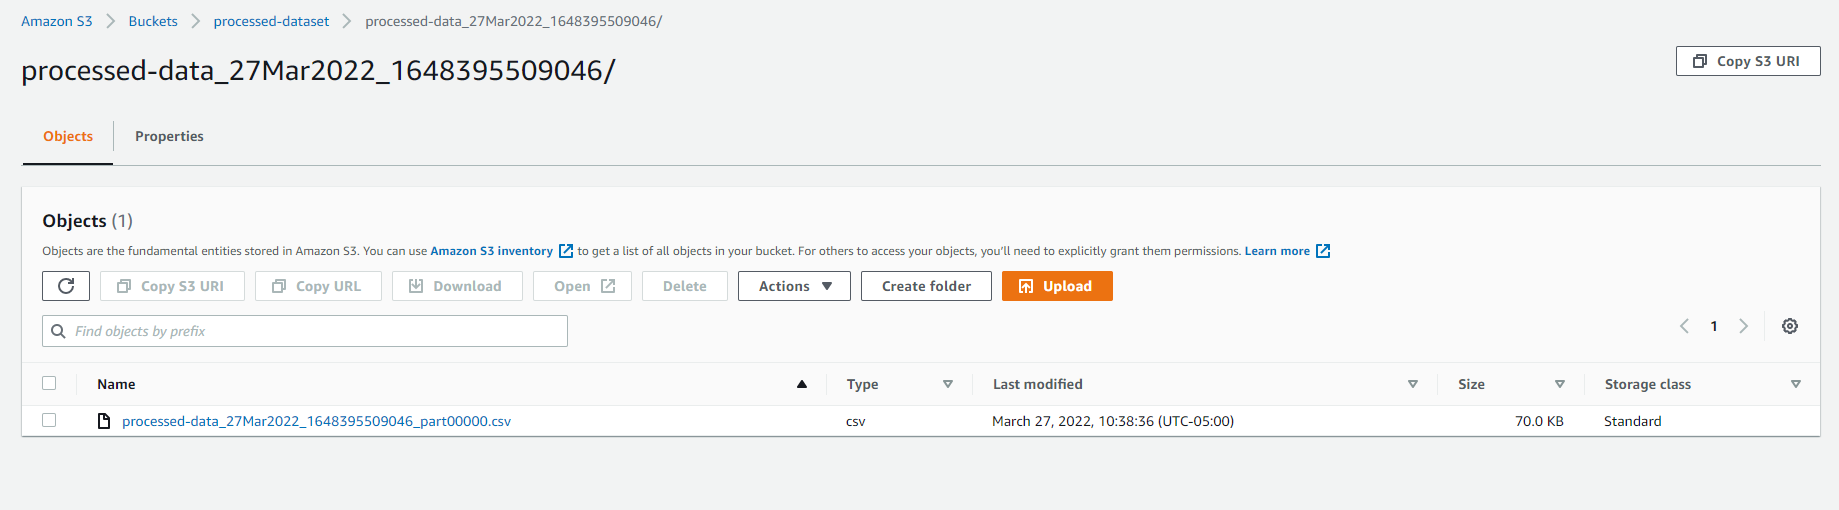 Amazon S3 Buckets processed-dataset processed-data_27Mar2022_1648395509046/
processed-data_27Mar2022_1648395509046/
Copy S3 URI
Objects Properties
Objects (1)
Objects are the fundamental entities stored in Amazon S3. You can use Amazon S3 inventory to get a list of all objects in your bucket. For others to access your objects, you'll need to explicitly grant them permissions. Learn more
Copy S3 URI Copy URL Download Open Delete Actions Create folder Upload
Find objects by prefix
1
Name Type Last modified Size Storage class
processed-data_27Mar2022_1648395509046_part00000.csv csv March 27, 2022, 10:38:36 (UTC-05:00) 70.0 KB Standard